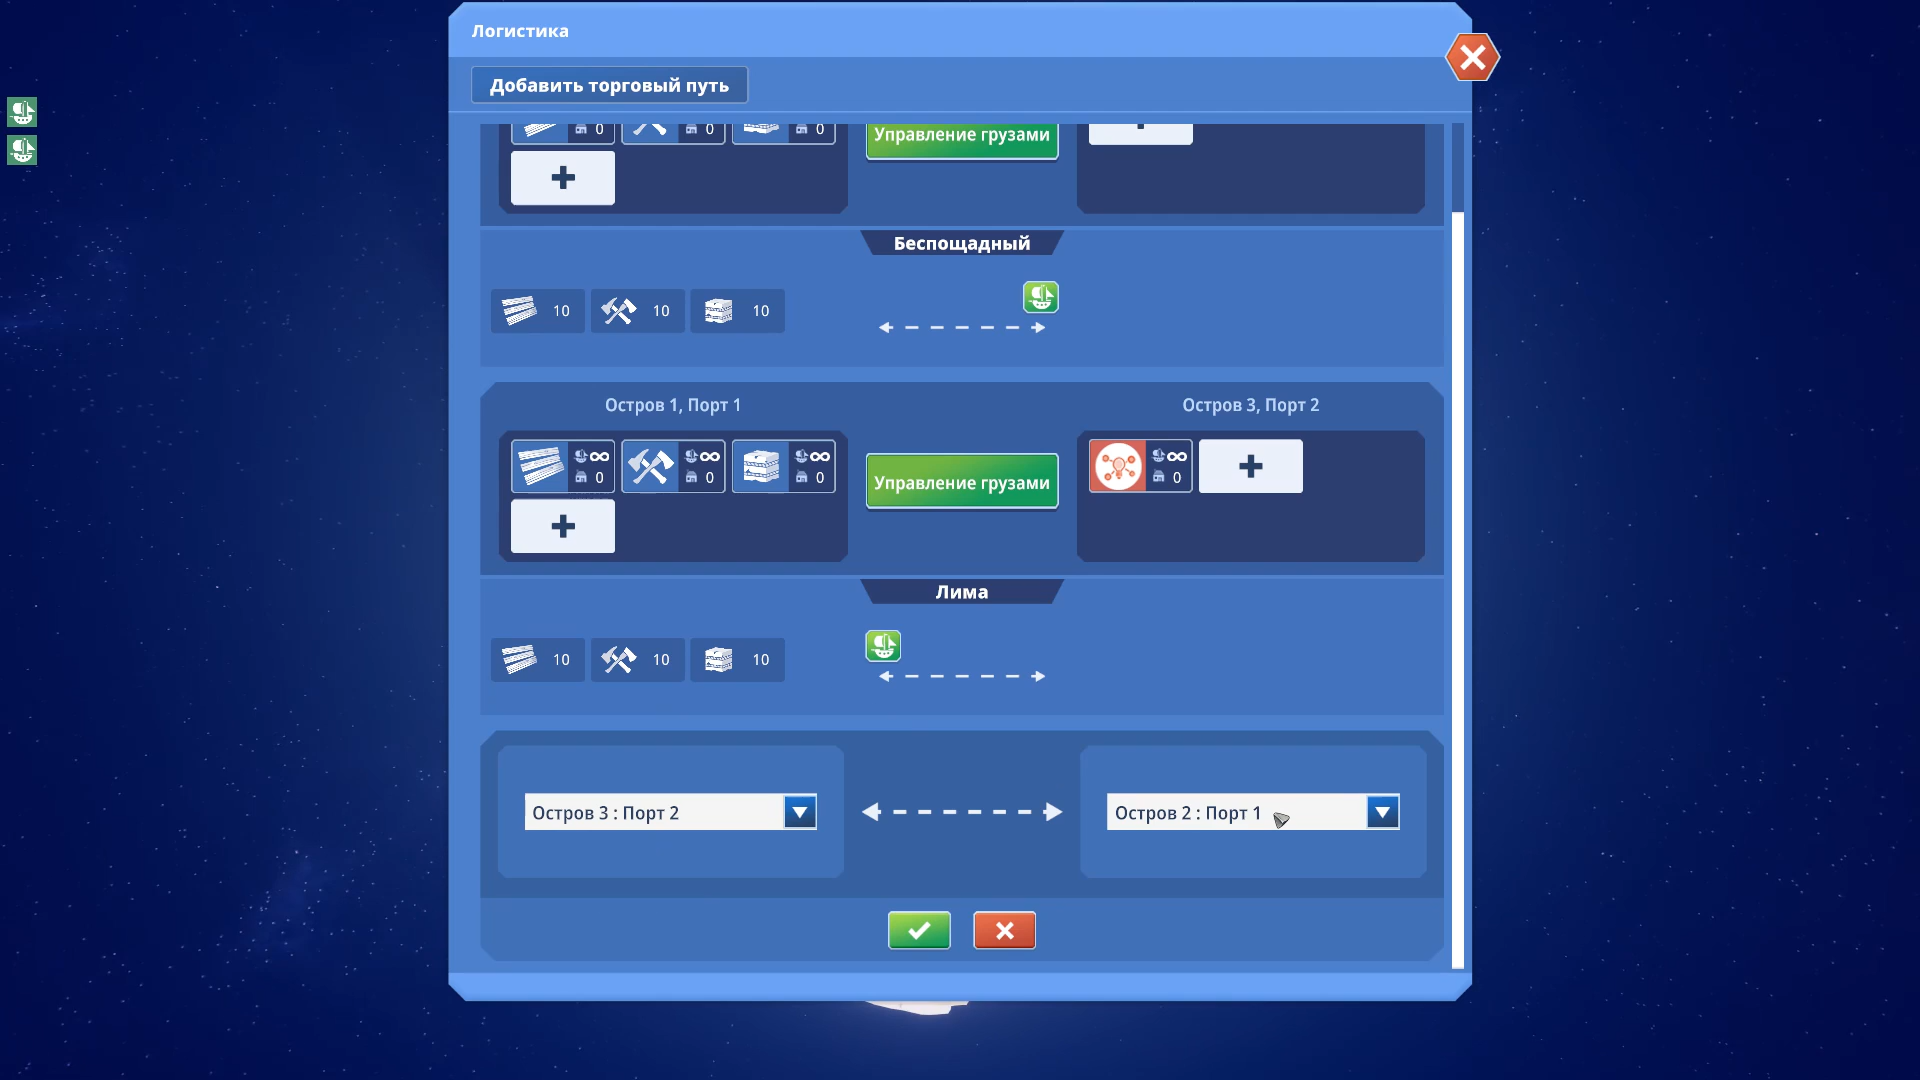 Логистика
Добавить торговый путь
0 0 0
Управление грузами
Беспощадный
10 10 10
Остров 1, Порт 1
Остров 3, Порт 2
∞ ∞ ∞
0 0 0
Управление грузами
∞
0
Лима
10 10 10
Остров 3 : Порт 2
Остров 2 : Порт 1